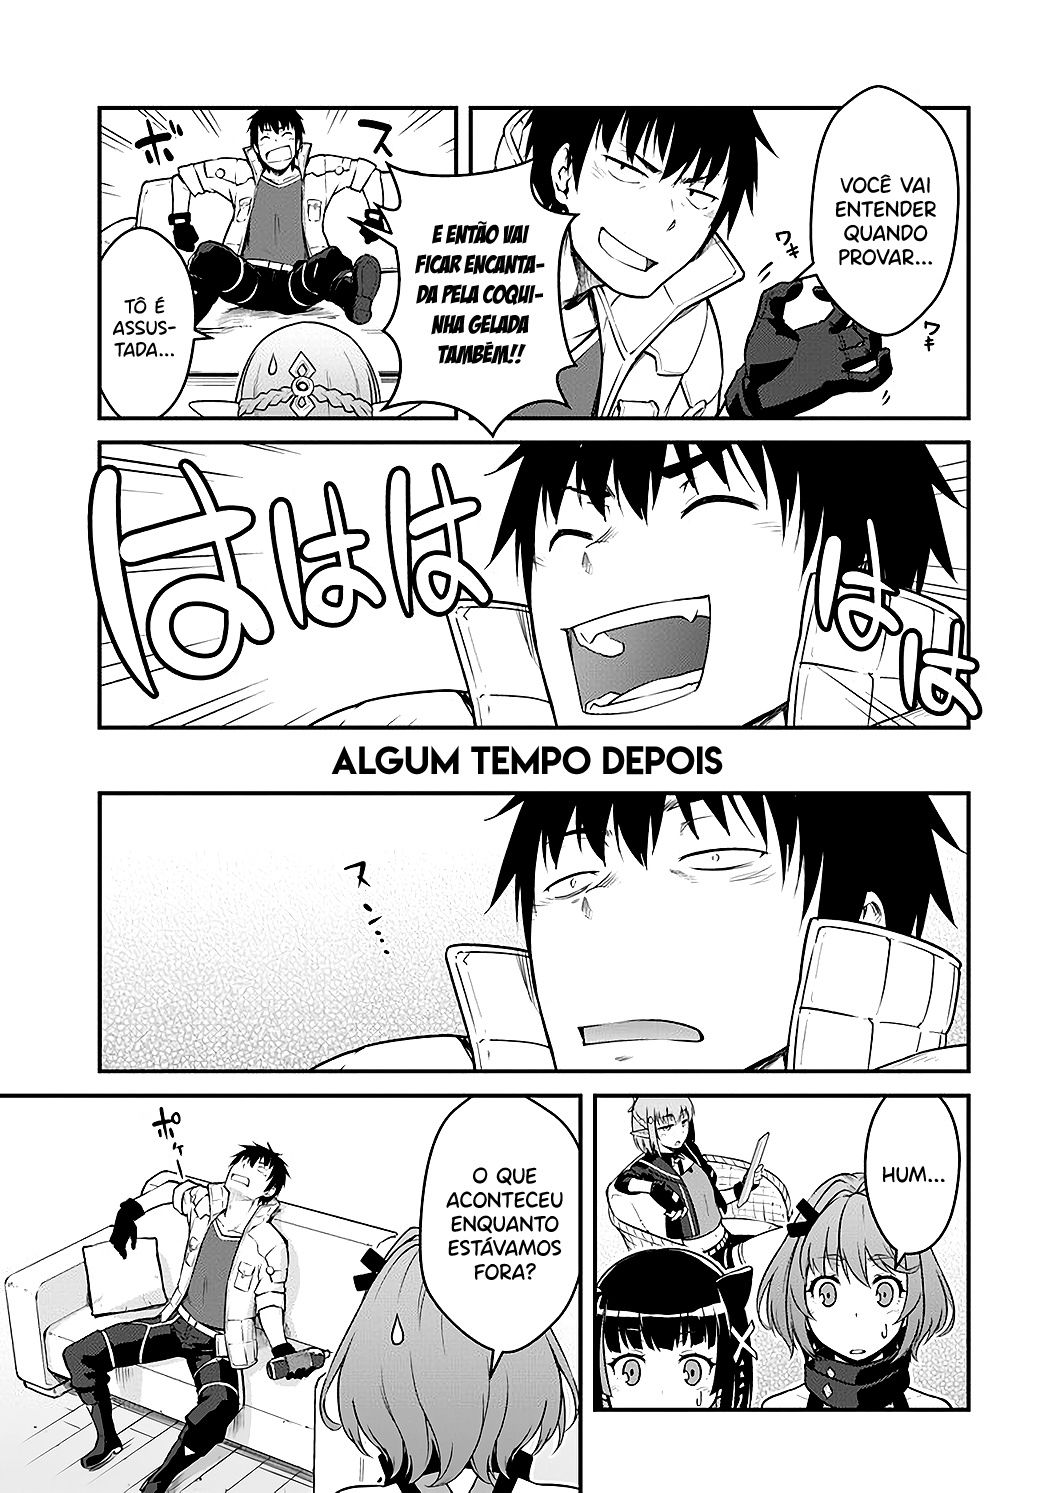 VOCÊ VAI
ENTENDER
QUANDO
PROVAR...
ワキ
ワキ
E ENTÃO VAI
FICAR ENCANTA-
DA PELA COQUI-
NHA GELADA
TAMBÉM!!
ス
ボ
TÔ É
ASSUS-
TADA...
はははは
はは
ALGUM TEMPO DEPOIS
ス...
HUM...
O QUE
ACONTECEU
ENQUANTO
ESTÁVAMOS
FORA?
ポケー